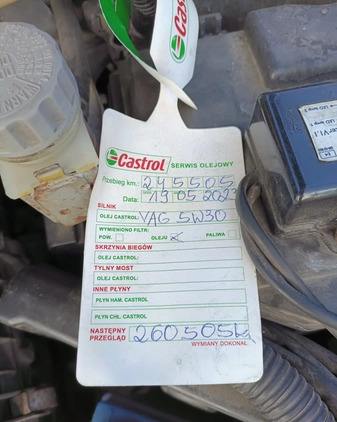 Castrol
Castrol SERWIS OLEJOWY
Przebieg km.: 245505
Data: 19 05 2023
SILNIK
OLEJ CASTROL: VAG 5W30
WYMIENIONO FILTR:
POW. OLEJU x PALIWA
SKRZYNIA BIEGÓW
OLEJ CASTROL:
TYLNY MOST
OLEJ CASTROL:
INNE PŁYNY
PŁYN HAM. CASTROL
PŁYN CHŁ. CASTROL
NASTĘPNY
PRZEGLĄD 260505k
WYMIANY DOKONAŁ